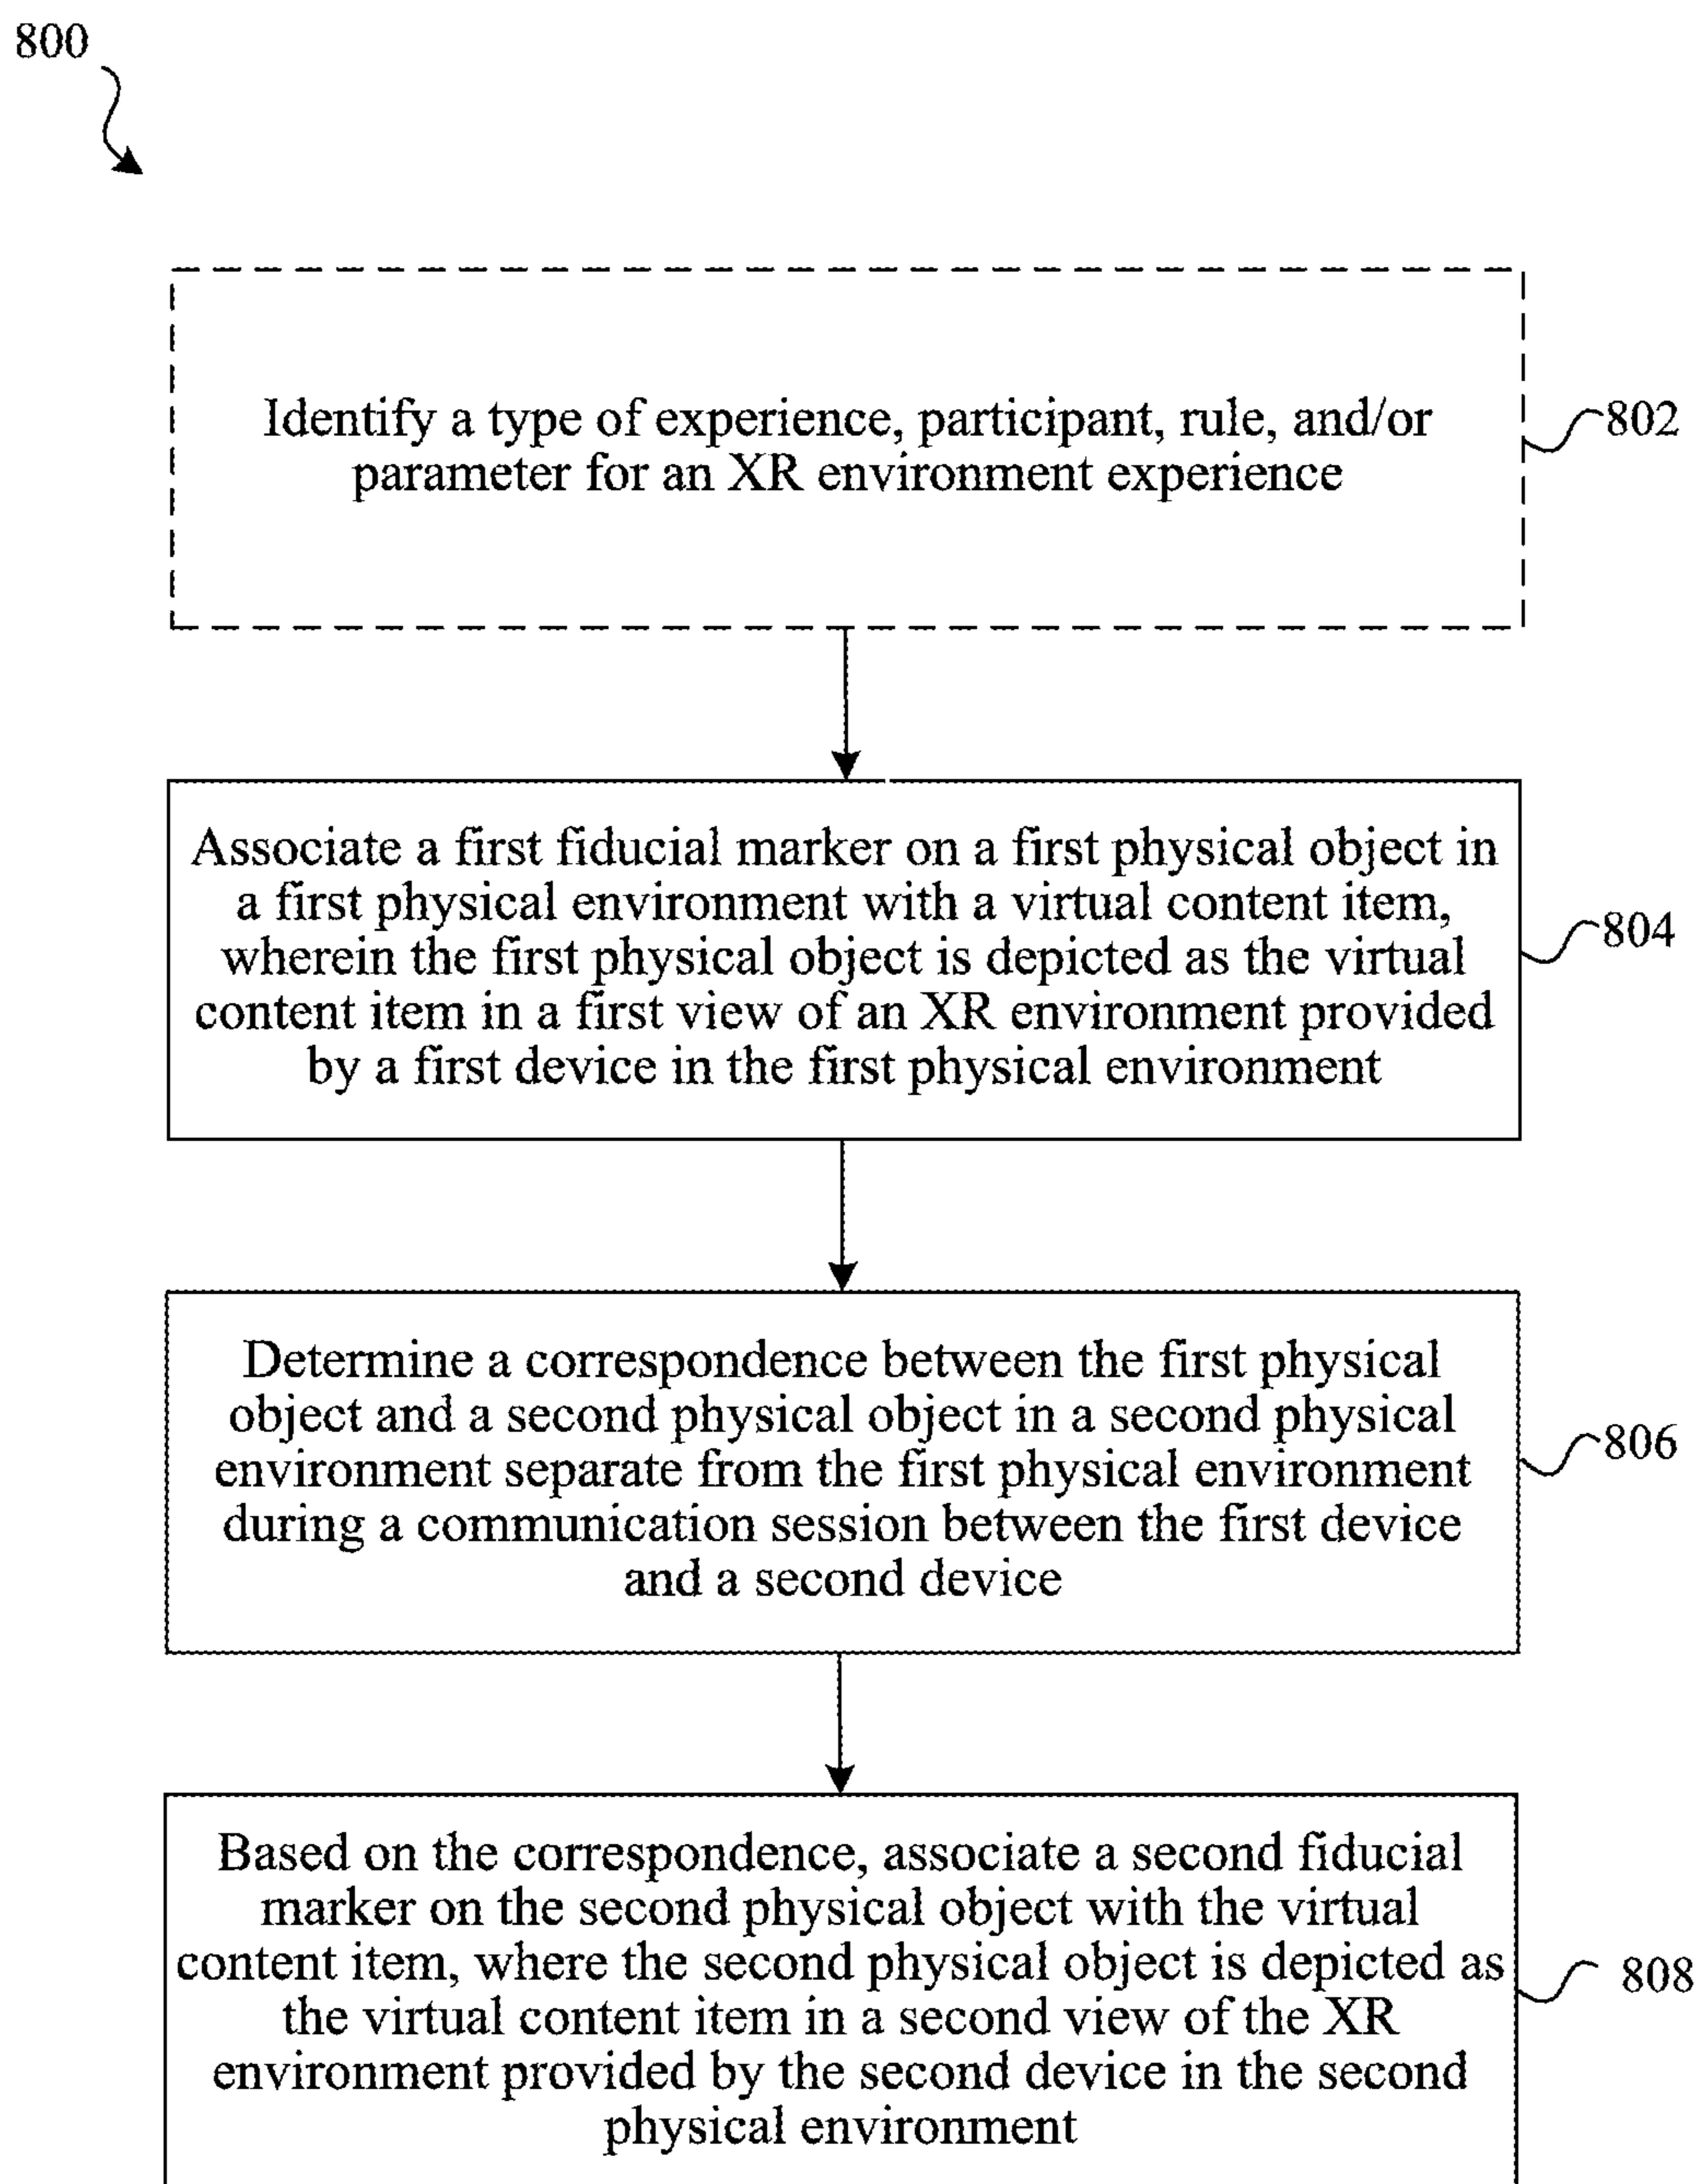 800
Identify a type of experience, participant, rule, and/or
parameter for an XR environment experience
802
Associate a first fiducial marker on a first physical object in
a first physical environment with a virtual content item,
wherein the first physical object is depicted as the virtual
content item in a first view of an XR environment provided
by a first device in the first physical environment
804
Determine a correspondence between the first physical
object and a second physical object in a second physical
environment separate from the first physical environment
during a communication session between the first device
and a second device
806
Based on the correspondence, associate a second fiducial
marker on the second physical object with the virtual
content item, where the second physical object is depicted as
the virtual content item in a second view of the XR
environment provided by the second device in the second
physical environment
808